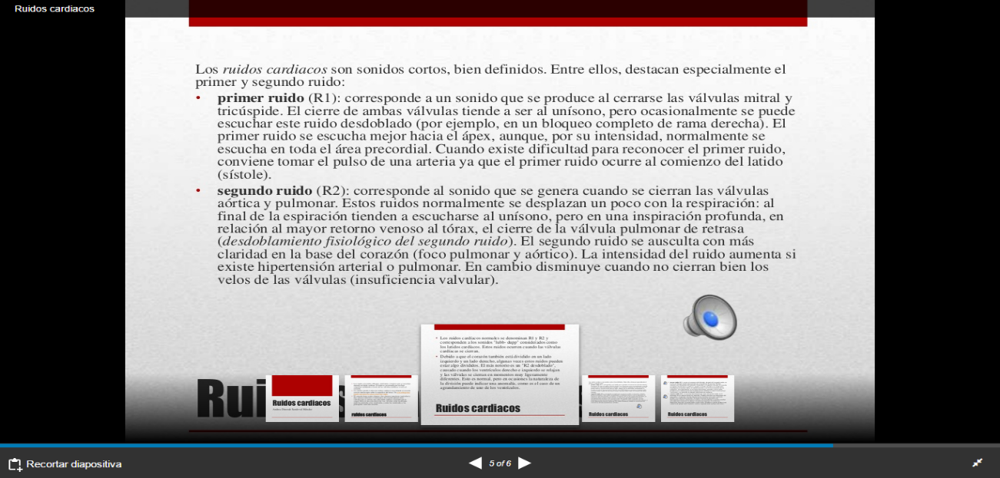 Ruidos cardiacos
Los ruidos cardiacos son sonidos cortos, bien definidos. Entre ellos, destacan especialmente el
primer y segundo ruido:
• primer ruido (R1): corresponde a un sonido que se produce al cerrarse las válvulas mitral y
tricúspide. El cierre de ambas válvulas tiende a ser al unísono, pero ocasionalmente se puede
escuchar este ruido desdoblado (por ejemplo, en un bloqueo completo de rama derecha). El
primer ruido se escucha mejor hacia el ápex, aunque, por su intensidad, normalmente se
escucha en toda el área precordial. Cuando existe dificultad para reconocer el primer ruido,
conviene tomar el pulso de una arteria ya que el primer ruido ocurre al comienzo del latido
(sístole).
• segundo ruido (R2): corresponde al sonido que se genera cuando se cierran las válvulas
aórtica y pulmonar. Estos ruidos normalmente se desplazan un poco con la respiración: al
final de la espiración tienden a escucharse al unísono, pero en una inspiración profunda, en
relación al mayor retorno venoso al tórax, el cierre de la válvula pulmonar de retrasa
(desdoblamiento fisiológico del segundo ruido). El segundo ruido se ausculta con más
claridad en la base del corazón (foco pulmonar y aórtico). La intensidad del ruido aumenta si
existe hipertensión arterial o pulmonar. En cambio disminuye cuando no cierran bien los
velos de las válvulas (insuficiencia valvular).
• Los ruidos cardiacos normales se denominan R1 y R2 y
corresponden a los sonidos "lubb- dupp" considerados como
los latidos cardiacos. Estos ruidos ocurren cuando las válvulas
cardiacas se cierran.
• Debido a que el corazón también está dividido en un lado
izquierdo y un lado derecho, algunas veces estos ruidos pueden
estar algo divididos. El más notorio es un "R2 desdoblado",
causado cuando los ventrículos derecho e izquierdo se relajan
y las válvulas se cierran en momentos muy ligeramente
diferentes. Esto es normal, pero en ocasiones la naturaleza de
la división puede indicar una anomalía, como es el caso de un
agrandamiento de uno de los ventrículos.
Rui
Ruidos cardiacos
ruidos cardiacos
Ruidos cardiacos
Ruidos cardiacos
Ruidos cardiacos
Recortar diapositiva
5 of 6